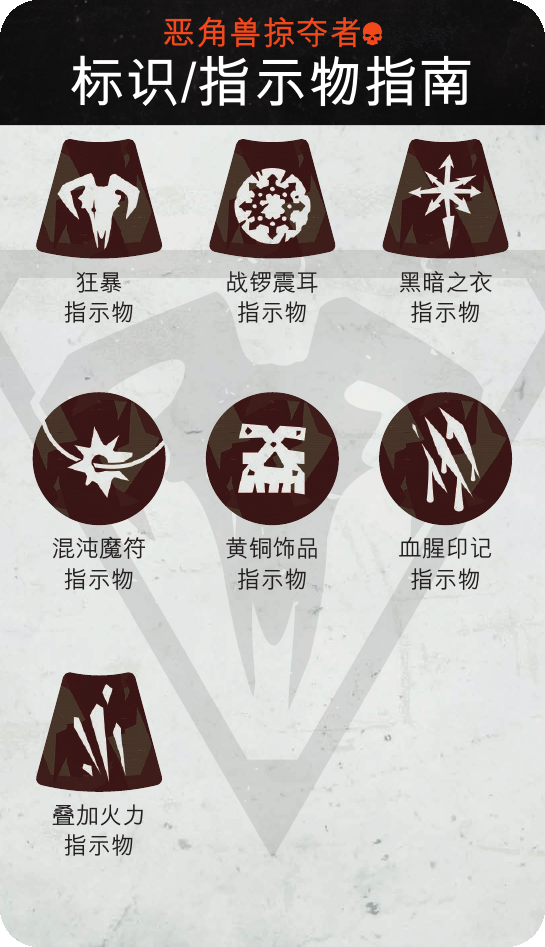 恶角兽掠夺者
标识/指示物指南
狂暴
指示物
战锣震耳
指示物
黑暗之衣
指示物
混沌魔符
指示物
黄铜饰品
指示物
血腥印记
指示物
叠加火力
指示物